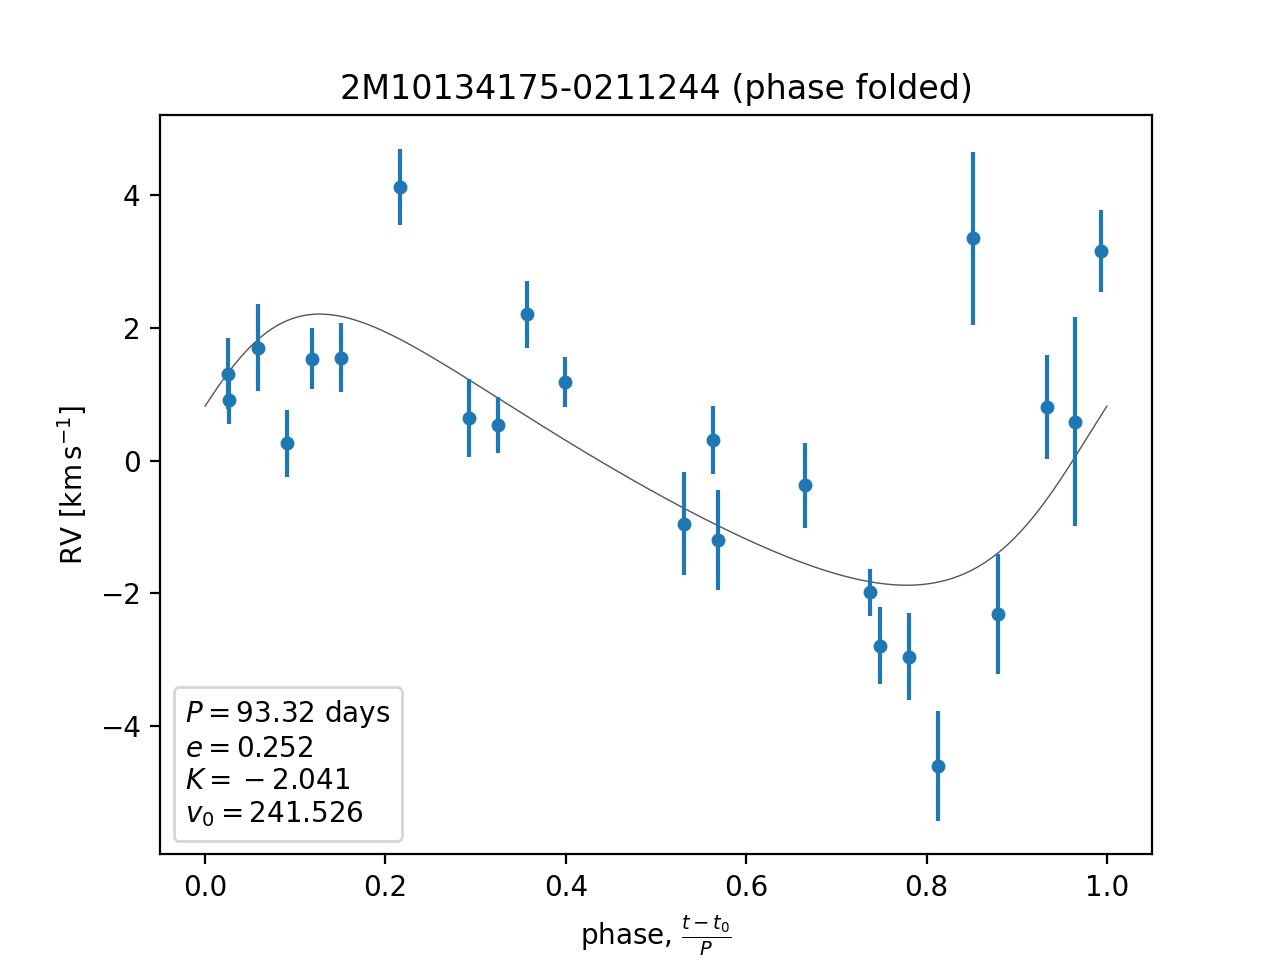 2M10134175-0211244 (phase folded)
4
2
0
−2
−4
RV [km s⁻¹]
P = 93.32 days
e = 0.252
K = − 2.041
v₀ = 241.526
0.0 0.2 0.4 0.6 0.8 1.0
phase, (t − t₀)/P